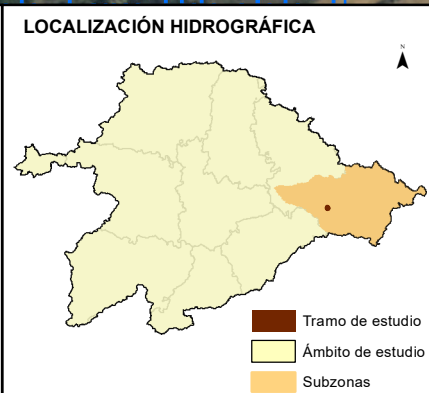 LOCALIZACIÓN HIDROGRÁFICA
N
Tramo de estudio
Ámbito de estudio
Subzonas